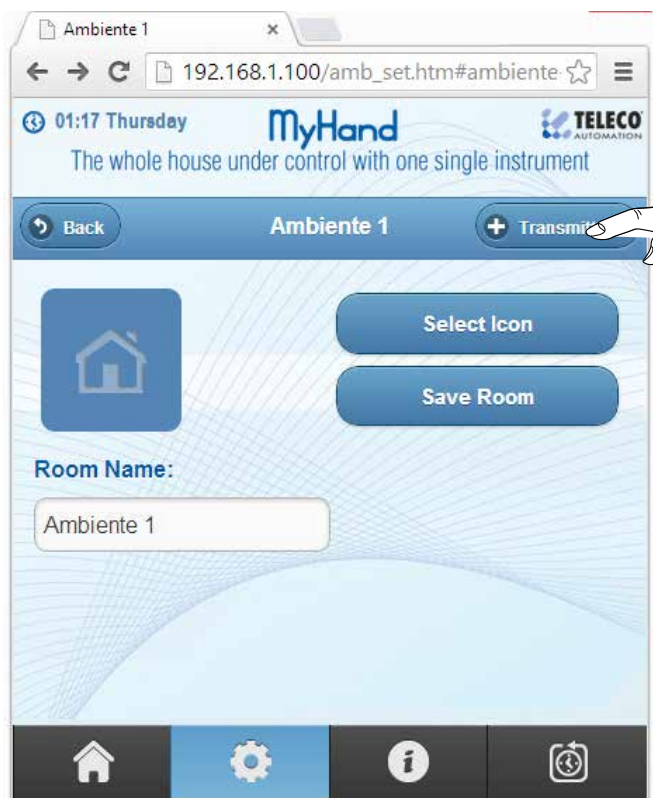 Ambiente 1
192.168.1.100/amb_set.htm#ambiente
01:17 Thursday
MyHand
TELECO
AUTOMATION
The whole house under control with one single instrument
Back
Ambiente 1
Select Icon
Save Room
Room Name:
Ambiente 1